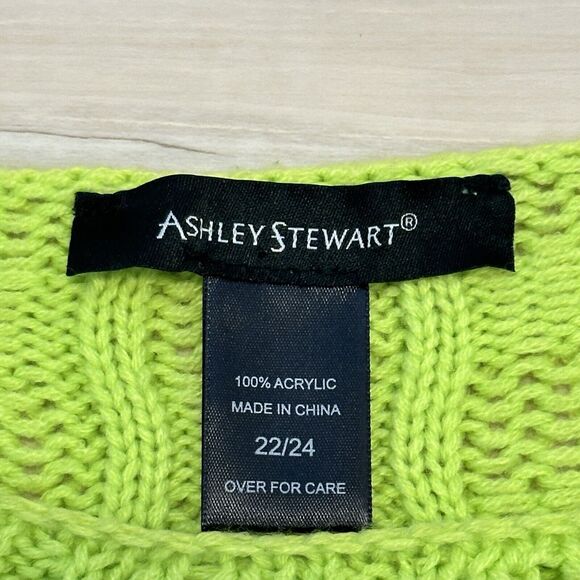 ASHLEY STEWART®
100% ACRYLIC
MADE IN CHINA
22/24
OVER FOR CARE